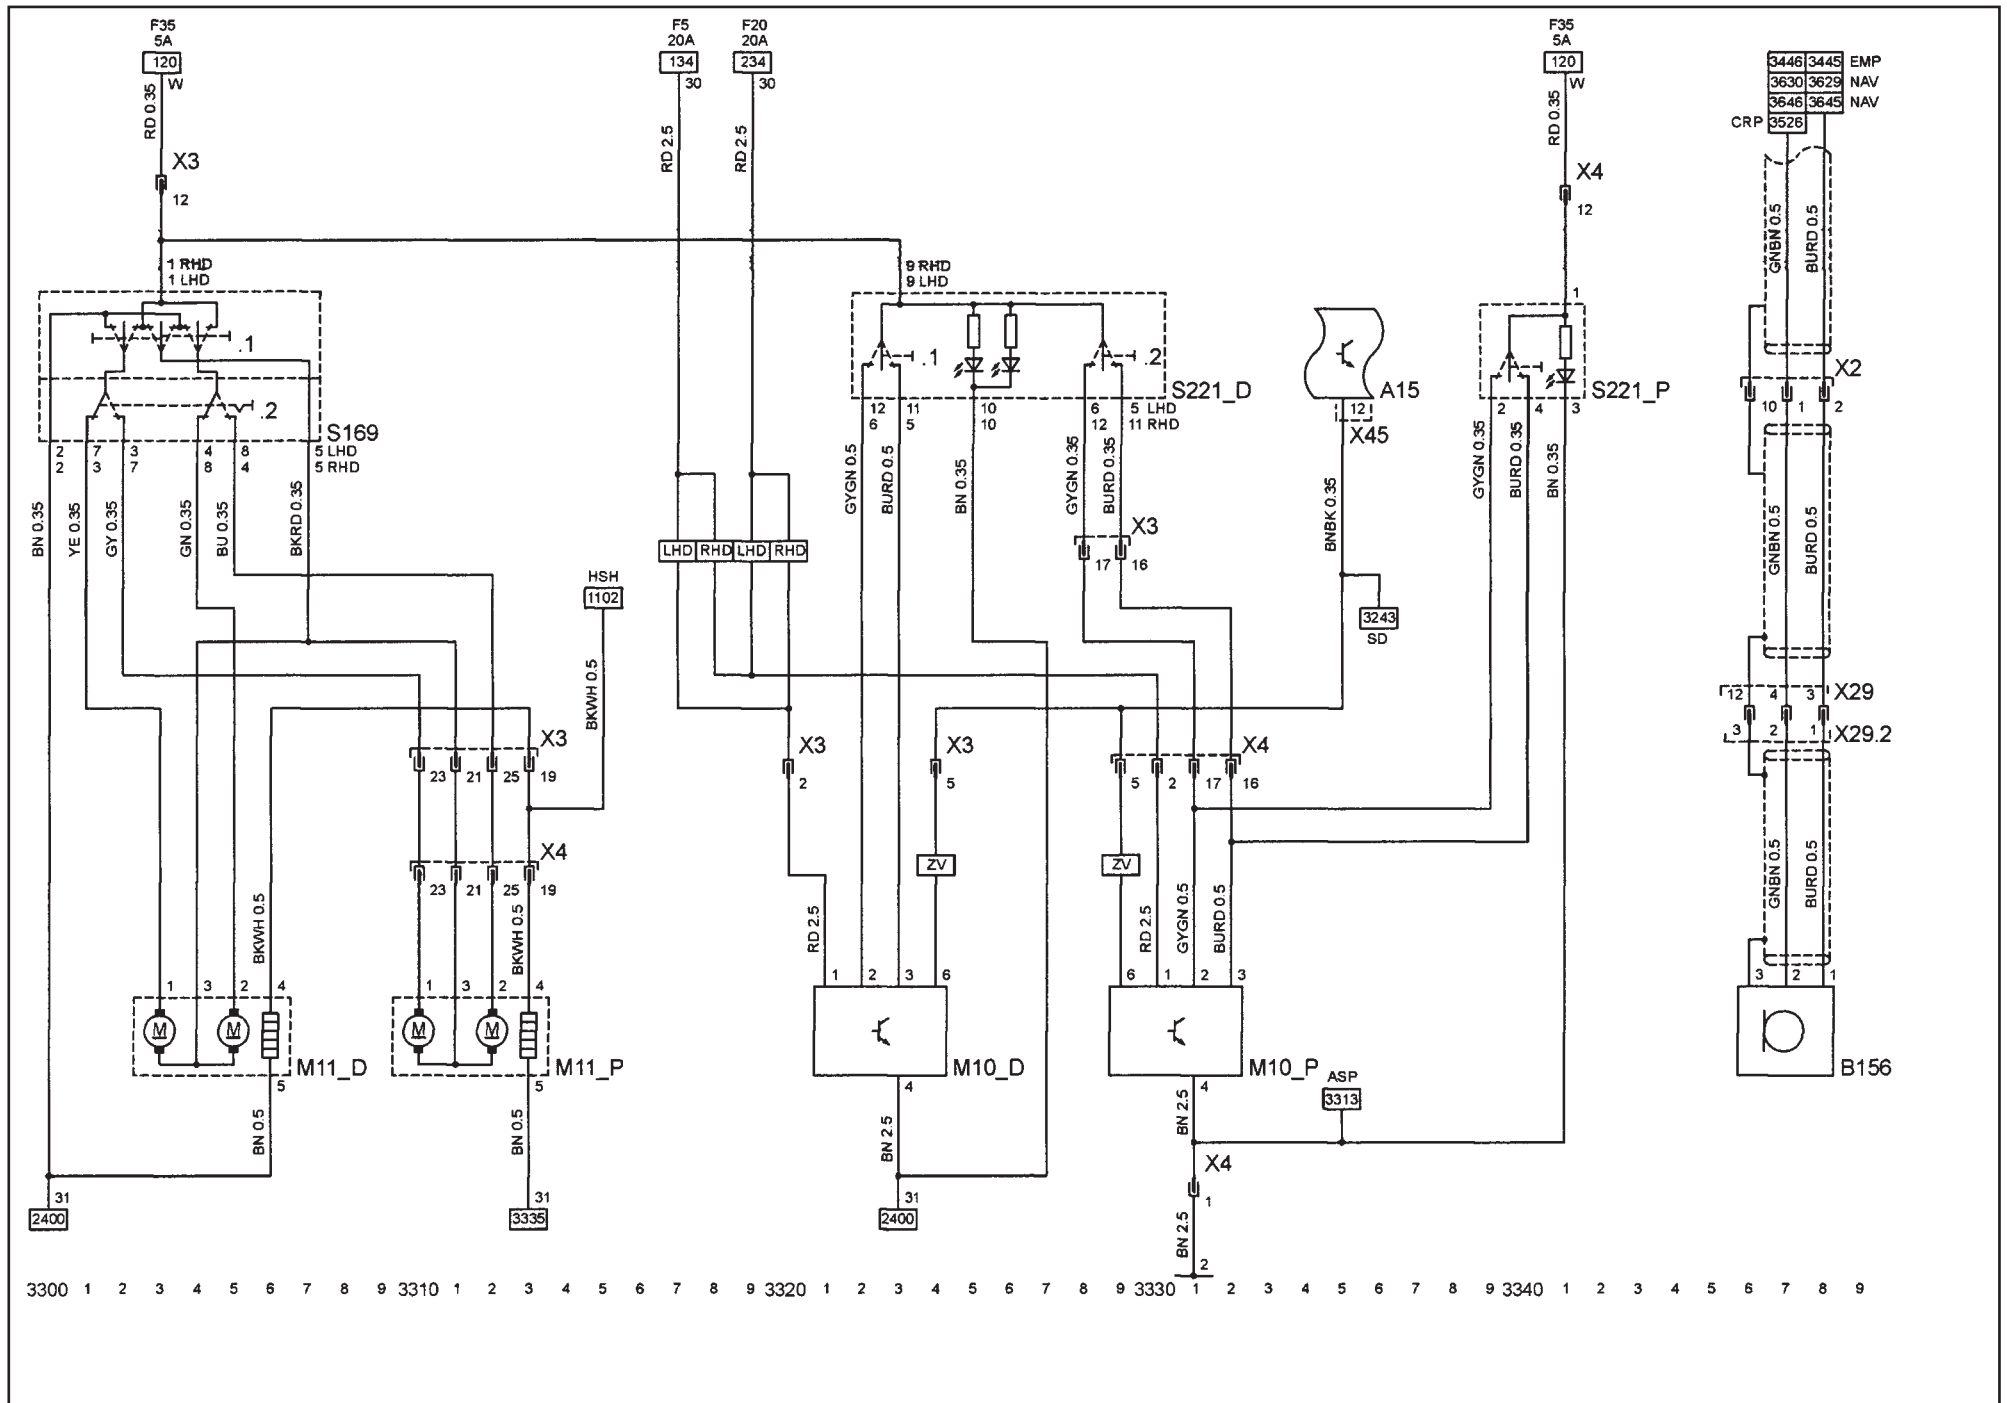 F35 F5 F20 F35
5A 20A 20A 5A
120 134 234 120 3446 3445 EMP
W 30 30 W 3630 3629 NAV
3646 3645 NAV
CRP 3526
RD 0.35 RD 2.5 RD 2.5 RD 0.35
X3 X4
12 12
GNBN 0.5 BURD 0.5
1 RHD 9 RHD
1 LHD 9 LHD 1
.1 .1 .2
X2
.2 S221_D A15 S221_P
12 11 10 6 5 LHD 12 2 4 3 10 1 2
6 5 10 12 11 RHD X45
S169
2 7 3 4 8 5 LHD
2 3 7 8 4 5 RHD
BN 0.35 YE 0.35 GY 0.35 GN 0.35 BU 0.35 BKRD 0.35
GYGN 0.5 BURD 0.5 BN 0.35 GYGN 0.35 BURD 0.35 BNBK 0.35 GYGN 0.35 BURD 0.35 BN 0.35
GNBN 0.5 BURD 0.5
X3
LHD RHD LHD RHD
17 16
HSH
1102
3243
SD
BKWH 0.5
12 4 3 X29
3 2 1 X29.2
X3 X3 X3 X4
23 21 25 19 2 5 5 2 17 16
X4 ZV ZV
23 21 25 19
BKWH 0.5 BKWH 0.5 RD 2.5 RD 2.5 GYGN 0.5 BURD 0.5 GNBN 0.5 BURD 0.5
1 3 2 4 1 3 2 4 1 2 3 6 6 1 2 3 3 2 1
M M M M
M11_D M11_P M10_D M10_P B156
5 5 4 4 ASP
3313
BN 0.5 BN 0.5 BN 2.5 BN 2.5
X4
31 31 31 1
2400 3335 2400
BN 2.5
2
3300 1 2 3 4 5 6 7 8 9 3310 1 2 3 4 5 6 7 8 9 3320 1 2 3 4 5 6 7 8 9 3330 1 2 3 4 5 6 7 8 9 3340 1 2 3 4 5 6 7 8 9